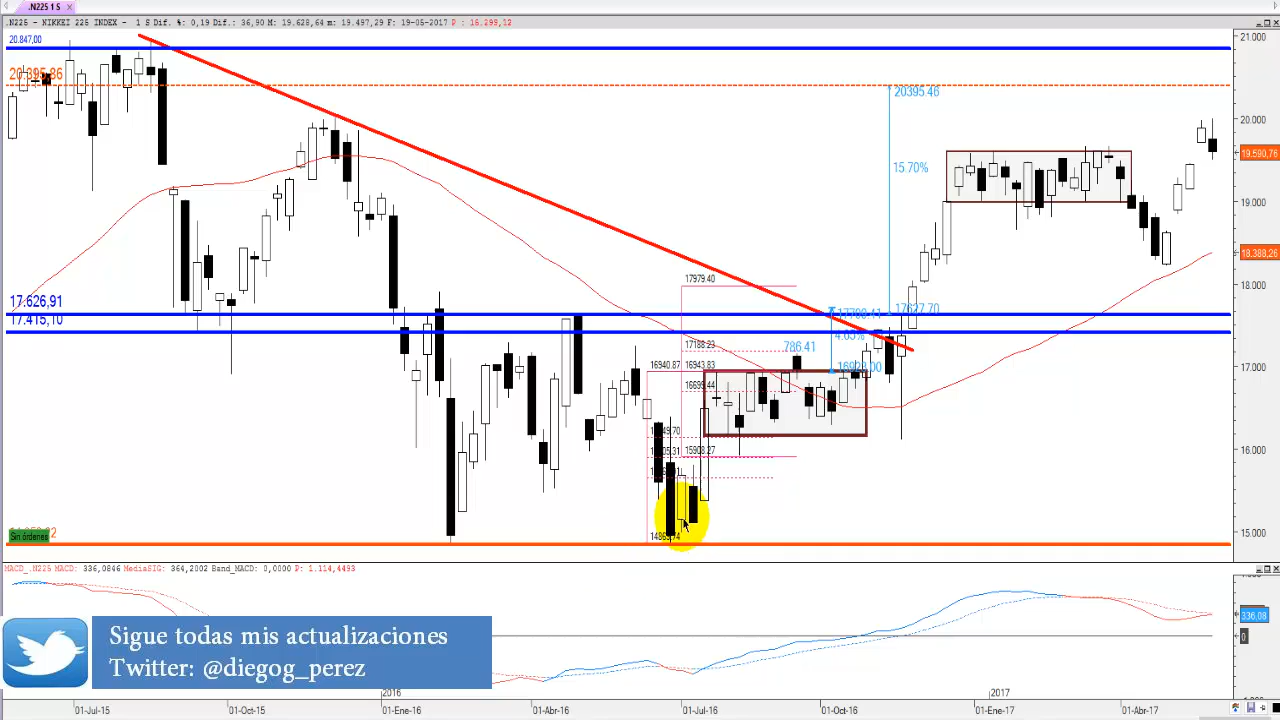 .N225 1 S
.N225 - NIKKEI 225 INDEX - 1 S Dif. %: 0,19 Dif.: 36,90 M: 19.628,64 m: 19.497,29 F: 19-05-2017 P : 16.299,12
20.847,00
21.000
20.395,86
20395.46
20.000
19.590,76
15.70%
19.000
18.388,26
17979.40
18.000
17.626,91
17627.70
17.415,10
4.65%
17188.23
786.41
17.000
16940.87
16943.83
16699.44
16.000
15908.27
15.000
Sin órdenes
MACD_.N225 MACD: 336,0846 MediaSIG: 364,2002 Band_MACD: 0,0000 P: 1.114,4493
336,08
0
Sigue todas mis actualizaciones
Twitter: @diegog_perez
2016
2017
01-Jul-15
01-Oct-15
01-Ene-16
01-Abr-16
01-Jul-16
01-Oct-16
01-Ene-17
01-Abr-17